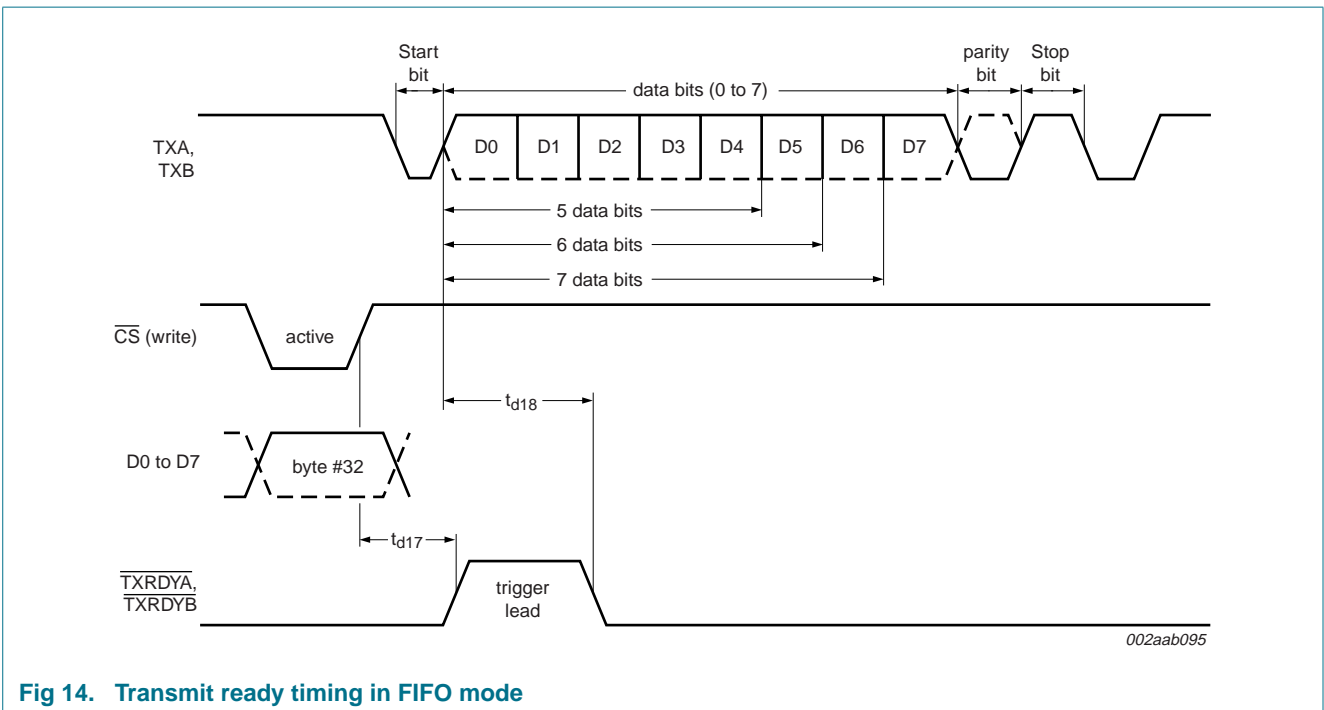 Start
bit
data bits (0 to 7)
parity
bit
Stop
bit
TXA,
TXB
D0 D1 D2 D3 D4 D5 D6 D7
5 data bits
6 data bits
7 data bits
CS (write)
active
td18
D0 to D7
byte #32
td17
TXRDYA,
TXRDYB
trigger
lead
002aab095
Fig 14. Transmit ready timing in FIFO mode